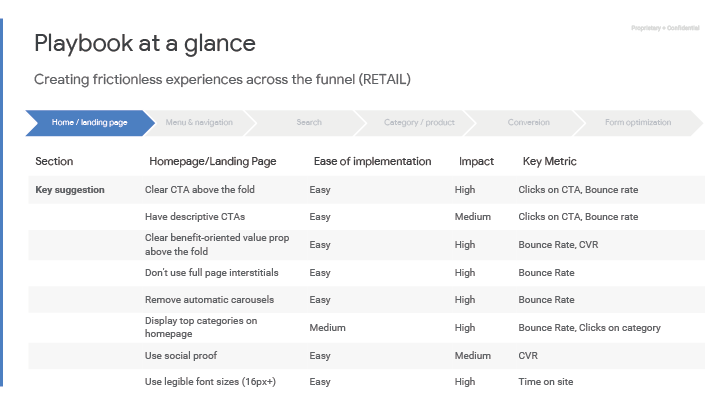 Proprietary + Confidential
Playbook at a glance
Creating frictionless experiences across the funnel (RETAIL)
Home / landing page Menu & navigation Search Category / product Conversion Form optimization
Section Homepage/Landing Page Ease of implementation Impact Key Metric
Key suggestion Clear CTA above the fold Easy High Clicks on CTA, Bounce rate
Have descriptive CTAs Easy Medium Clicks on CTA, Bounce rate
Clear benefit-oriented value prop
above the fold Easy High Bounce Rate, CVR
Don't use full page interstitials Easy High Bounce Rate
Remove automatic carousels Easy High Bounce Rate
Display top categories on
homepage Medium High Bounce Rate, Clicks on category
Use social proof Easy Medium CVR
Use legible font sizes (16px+) Easy High Time on site